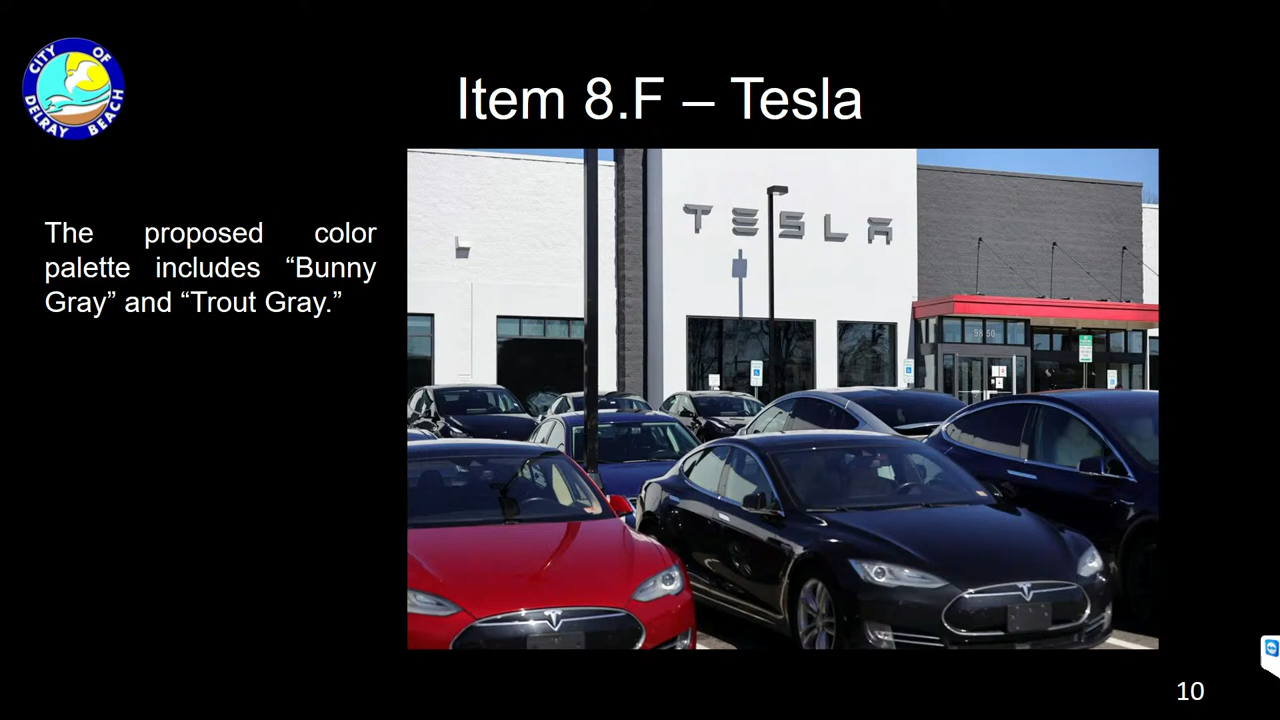 CITY OF
DELRAY BEACH
Item 8.F – Tesla
The proposed color
palette includes “Bunny
Gray” and “Trout Gray.”
TESLA
9850
10